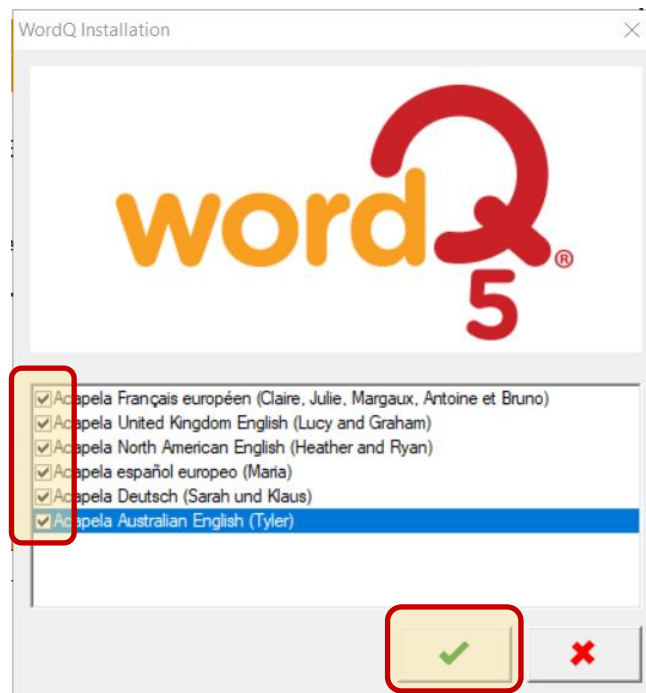 WordQ Installation
wordQ®
5
Acapela Français européen (Claire, Julie, Margaux, Antoine et Bruno)
Acapela United Kingdom English (Lucy and Graham)
Acapela North American English (Heather and Ryan)
Acapela español europeo (Maria)
Acapela Deutsch (Sarah und Klaus)
Acapela Australian English (Tyler)